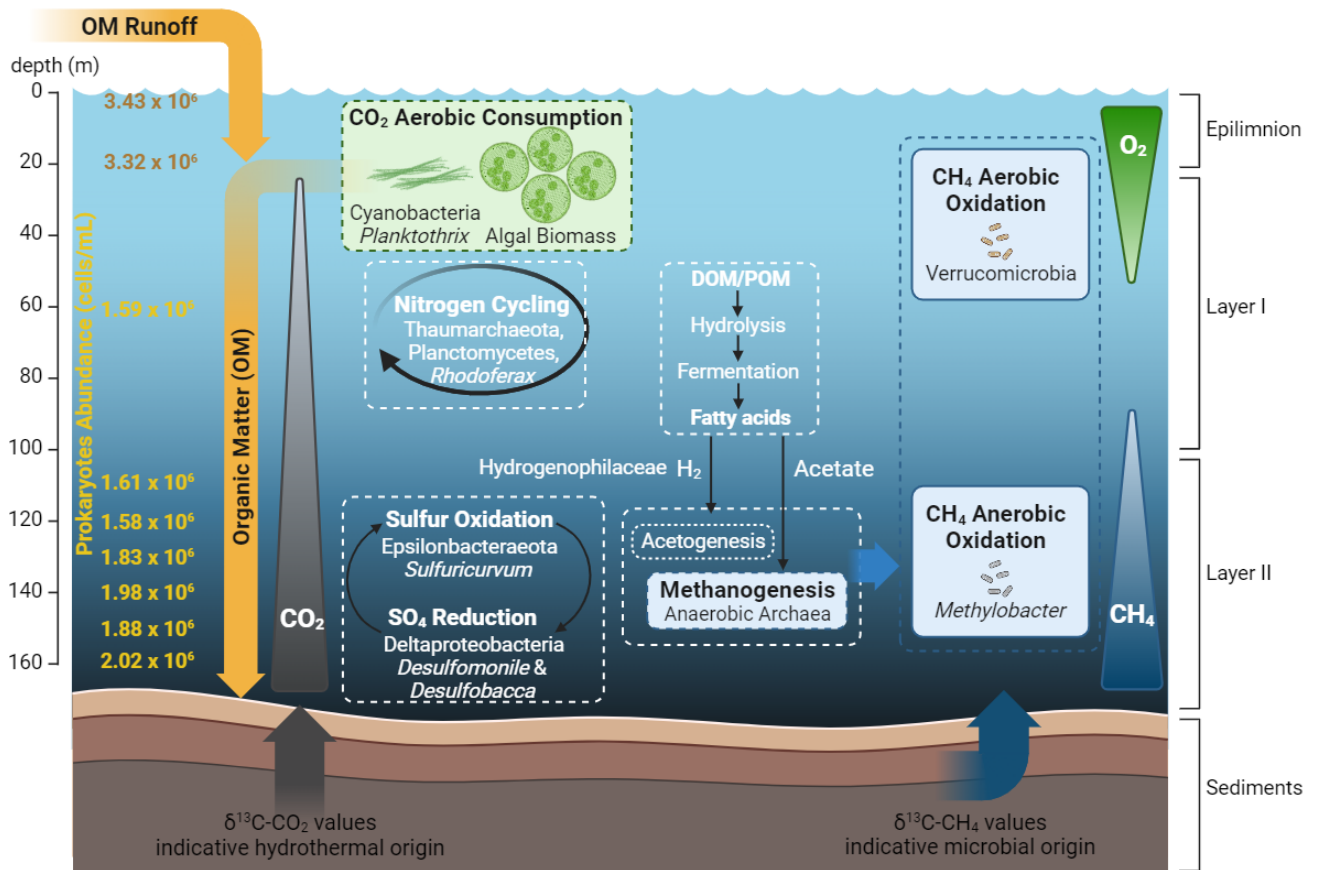 OM Runoff
depth (m)
0
20
40
60
80
100
120
140
160
Prokaryotes Abundance (cells/mL)
3.43 x 10⁶
3.32 x 10⁶
1.59 x 10⁶
1.61 x 10⁶
1.58 x 10⁶
1.83 x 10⁶
1.98 x 10⁶
1.88 x 10⁶
2.02 x 10⁶
Organic Matter (OM)
CO₂
CO₂ Aerobic Consumption
Cyanobacteria
Planktothrix
Algal Biomass
Nitrogen Cycling
Thaumarchaeota,
Planctomycetes,
Rhodoferax
DOM/POM
Hydrolysis
Fermentation
Fatty acids
Hydrogenophilaceae H₂
Acetate
Sulfur Oxidation
Epsilonbacteraeota
Sulfuricurvum
SO₄ Reduction
Deltaproteobacteria
Desulfomonile &
Desulfobacca
Acetogenesis
Methanogenesis
Anaerobic Archaea
CH₄ Aerobic
Oxidation
Verrucomicrobia
CH₄ Anerobic
Oxidation
Methylobacter
O₂
CH₄
Epilimnion
Layer I
Layer II
Sediments
δ¹³C-CO₂ values
indicative hydrothermal origin
δ¹³C-CH₄ values
indicative microbial origin